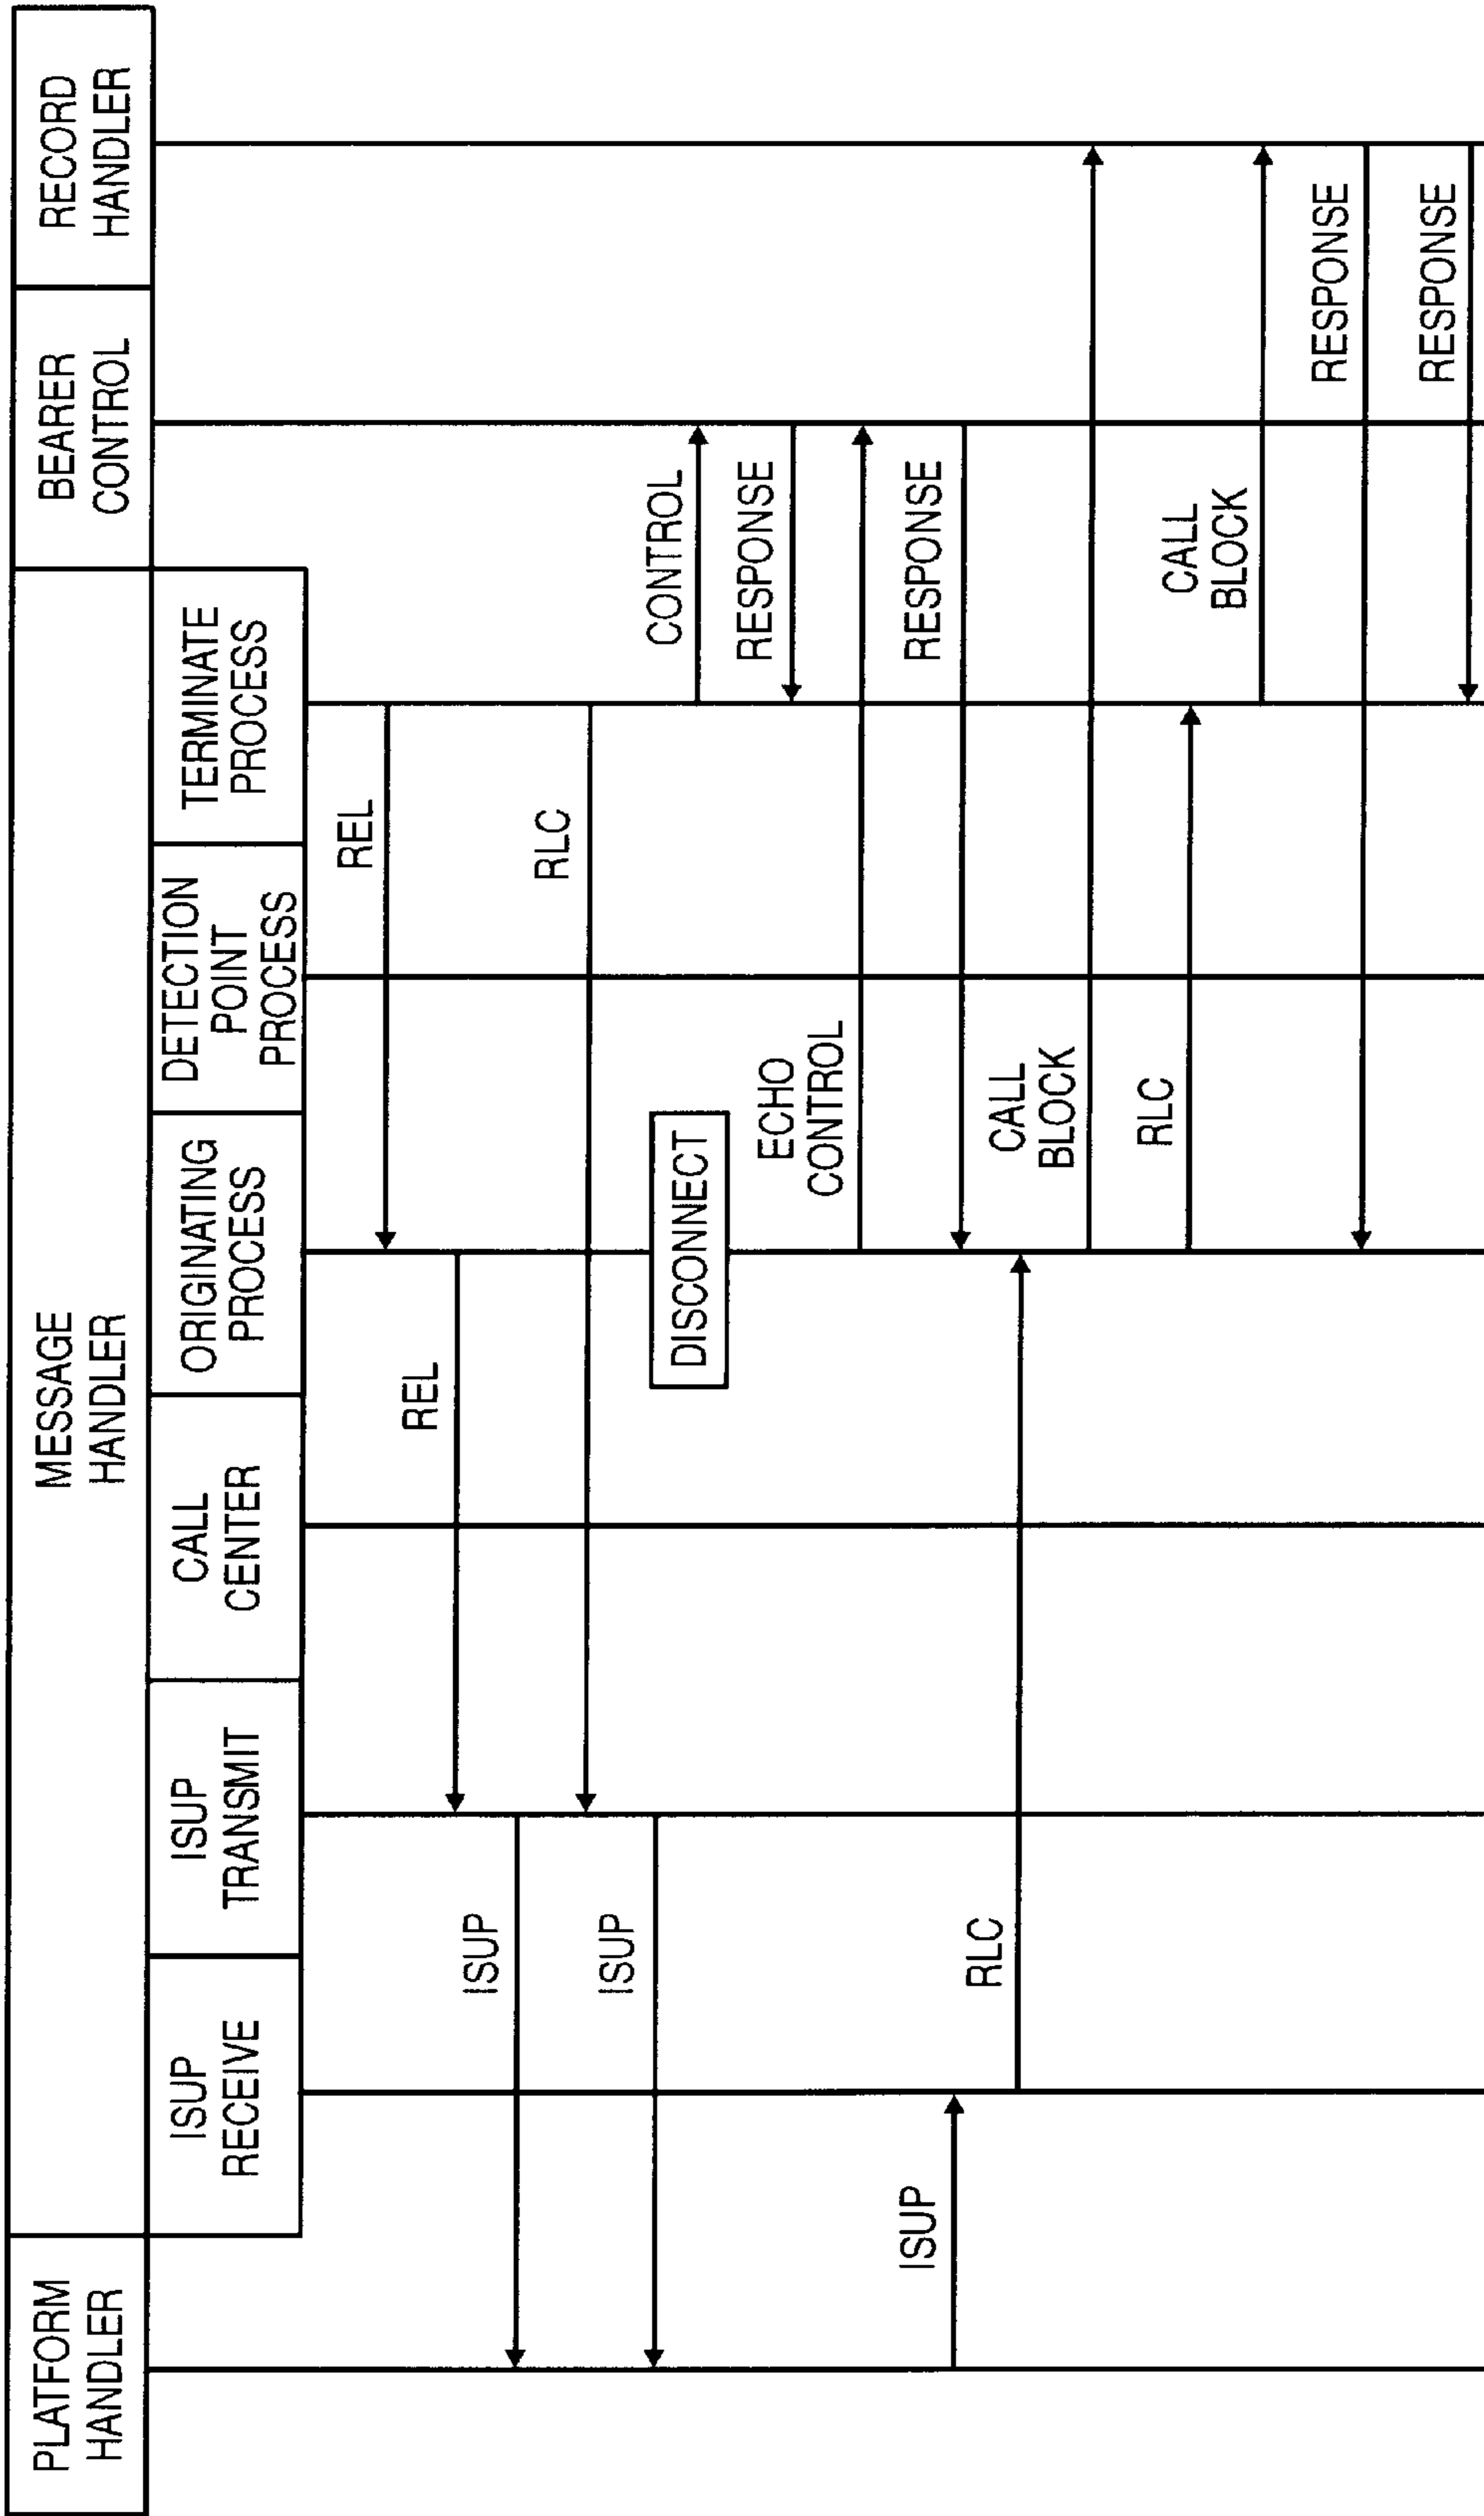 PLATFORM
HANDLER
MESSAGE
HANDLER
BEARER
CONTROL
RECORD
HANDLER
ISUP
RECEIVE
ISUP
TRANSMIT
CALL
CENTER
ORIGINATING
PROCESS
DETECTION
POINT
PROCESS
TERMINATE
PROCESS
REL
REL
ISUP
RLC
ISUP
DISCONNECT
CONTROL
RESPONSE
ECHO
CONTROL
RESPONSE
ISUP
RLC
CALL
BLOCK
RLC
CALL
BLOCK
RESPONSE
RESPONSE